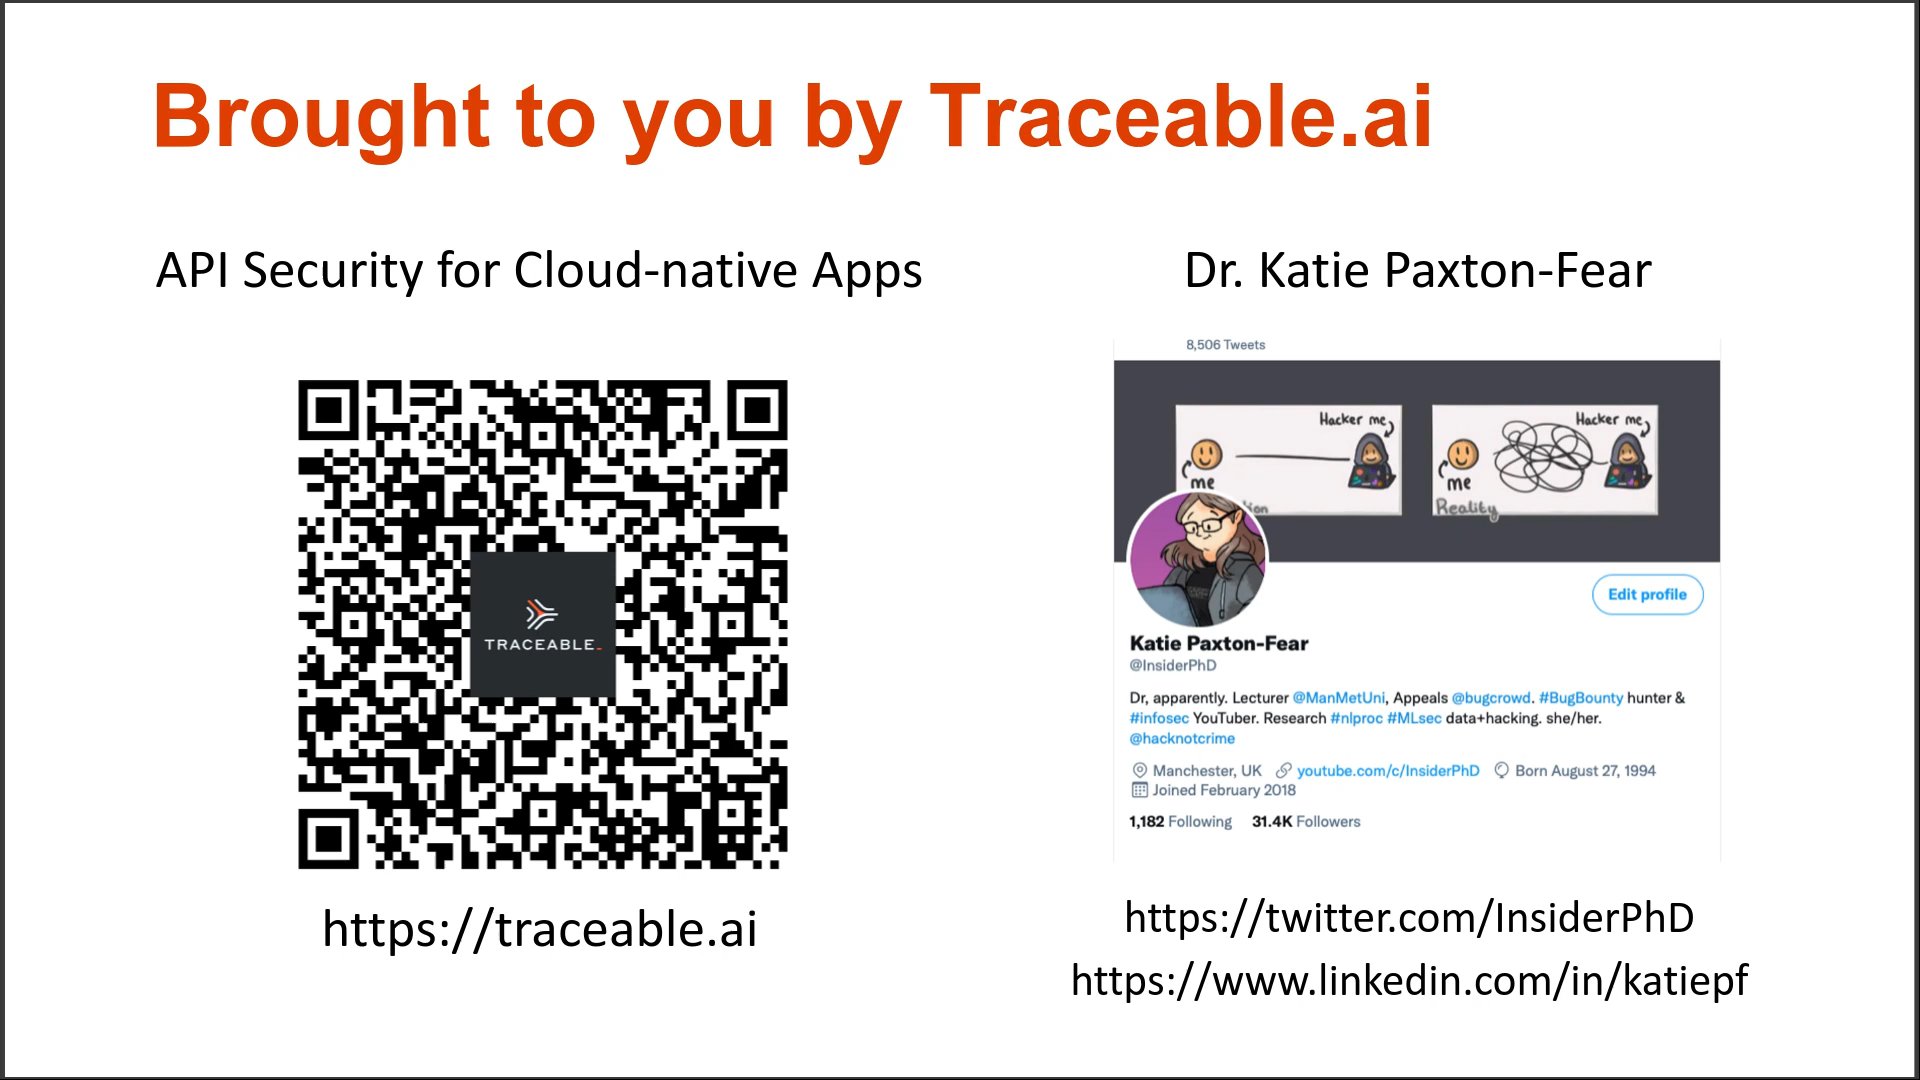 Brought to you by Traceable.ai
API Security for Cloud-native Apps
TRACEABLE_
https://traceable.ai
Dr. Katie Paxton-Fear
8,506 Tweets
Hacker me
me
Hacker me
me
Reality
Edit profile
Katie Paxton-Fear
@InsiderPhD
Dr, apparently. Lecturer @ManMetUni, Appeals @bugcrowd. #BugBounty hunter &
#infosec YouTuber. Research #nlproc #MLsec data+hacking. she/her.
@hacknotcrime
Manchester, UK youtube.com/c/InsiderPhD Born August 27, 1994
Joined February 2018
1,182 Following 31.4K Followers
https://twitter.com/InsiderPhD
https://www.linkedin.com/in/katiepf